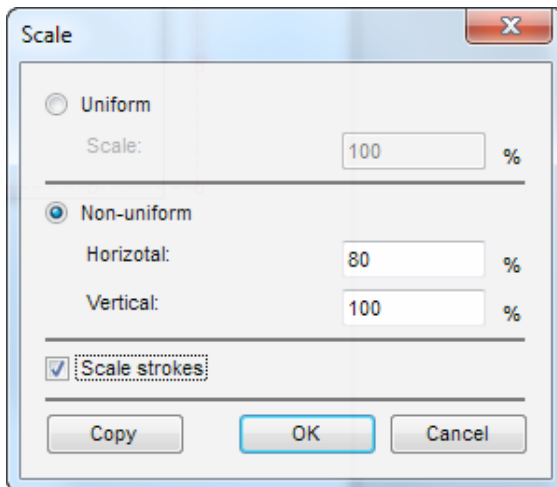 Scale
Uniform
Scale: 100 %
Non-uniform
Horizotal: 80 %
Vertical: 100 %
Scale strokes
Copy OK Cancel